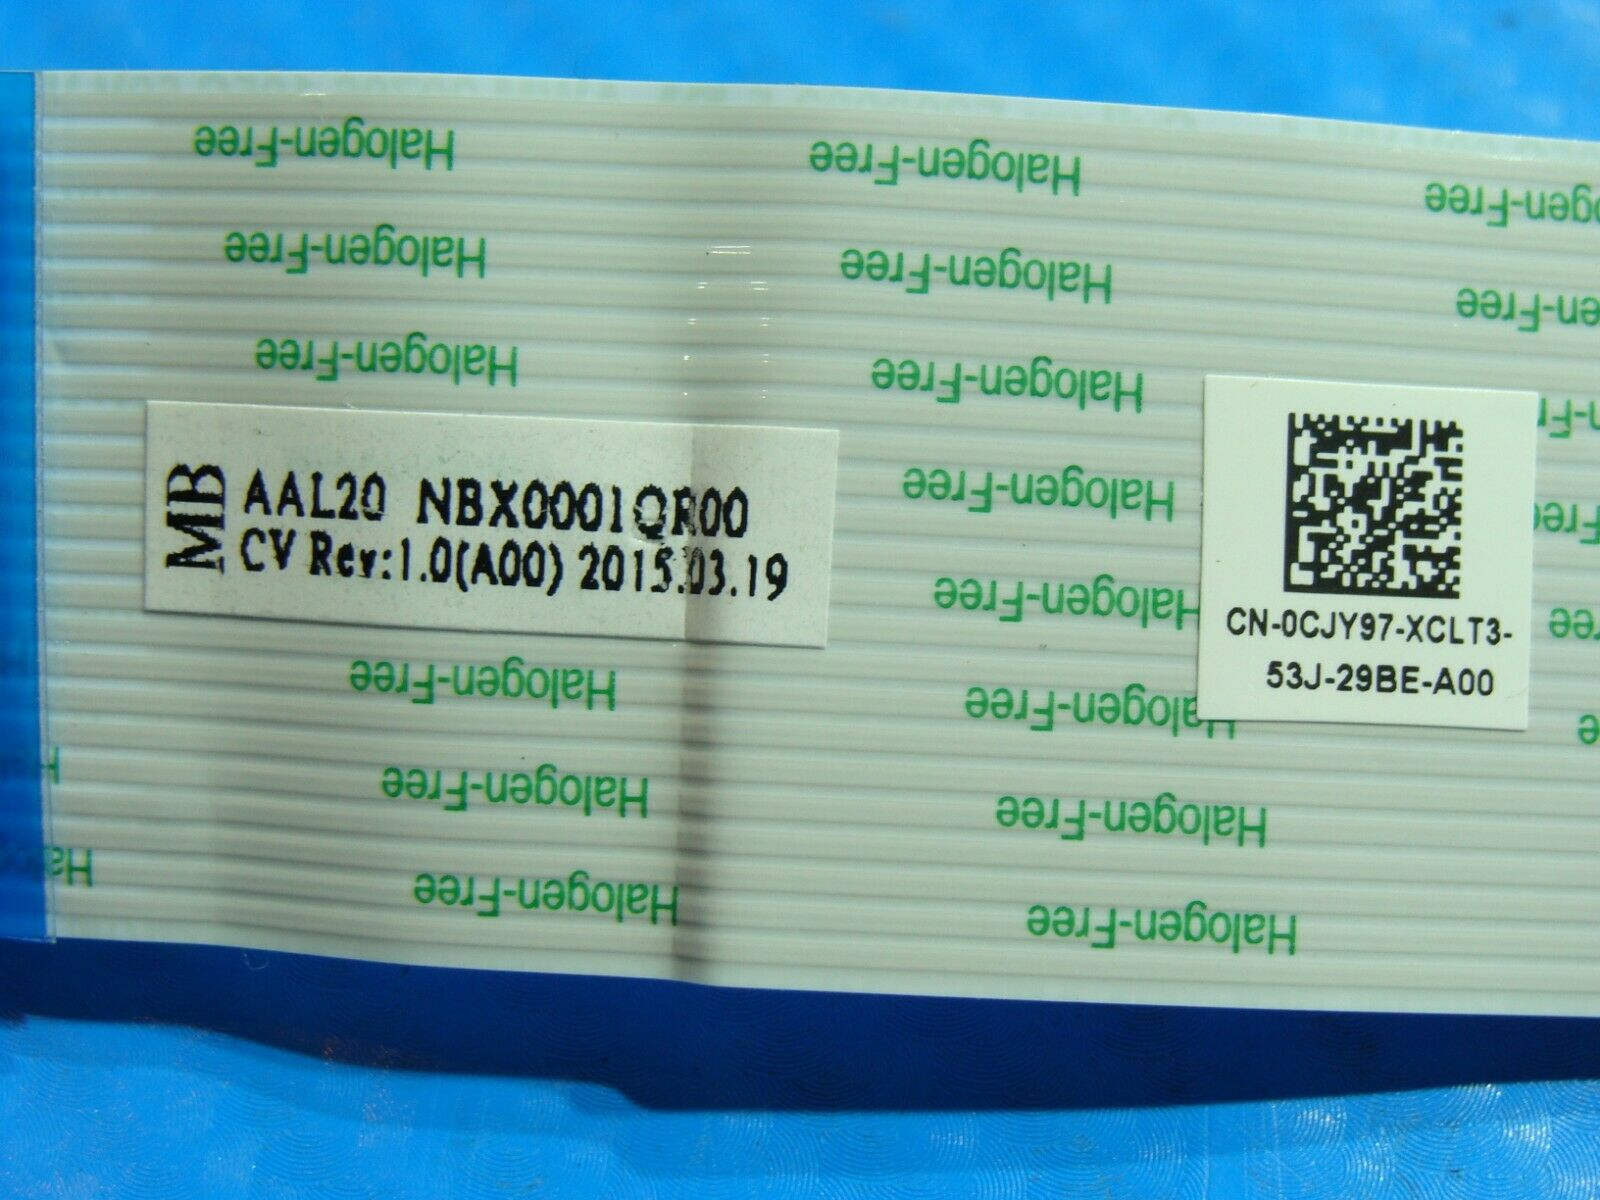 Halogen-Free Halogen-Free
Halogen-Free Halogen-Free
Halogen-Free Halogen-Free
MB
AAL20 NBX0001QR00
CV Rev:1.0(A00) 2015.03.19
Halogen-Free
Halogen-Free
CN-0CJY97-XCLT3-
53J-29BE-A00
Halogen-Free Halogen-Free
Halogen-Free Halogen-Free
Halogen-Free Halogen-Free